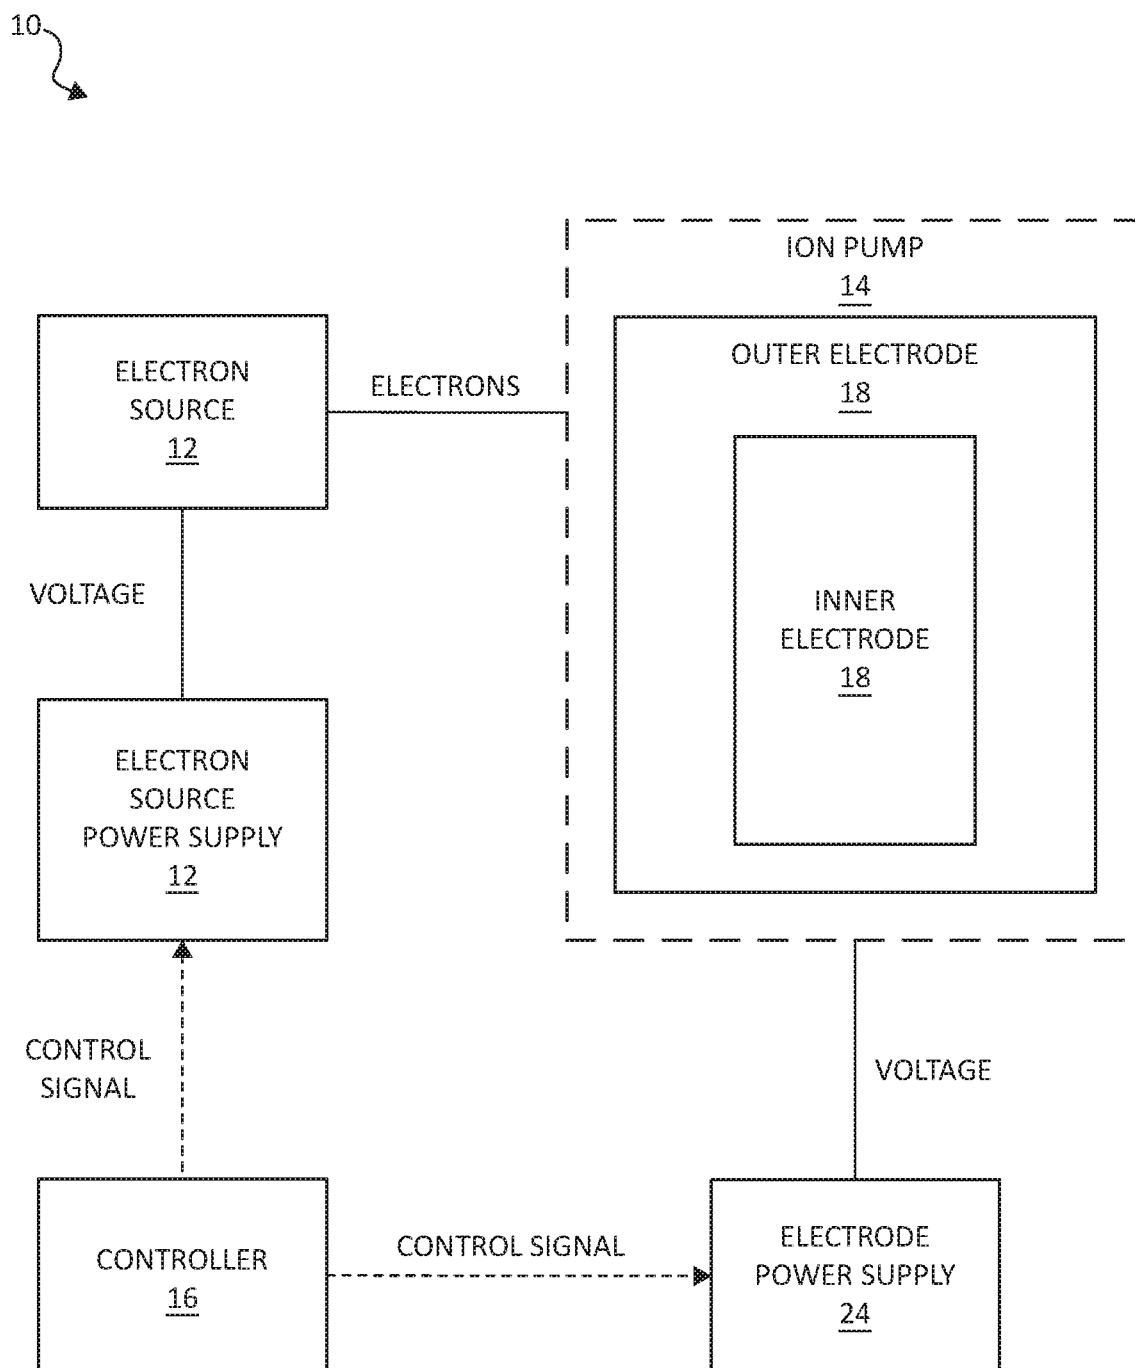 10
ION PUMP
14
OUTER ELECTRODE
18
INNER
ELECTRODE
18
ELECTRON
SOURCE
12
ELECTRONS
VOLTAGE
ELECTRON
SOURCE
POWER SUPPLY
12
CONTROL
SIGNAL
VOLTAGE
CONTROLLER
16
CONTROL SIGNAL
ELECTRODE
POWER SUPPLY
24